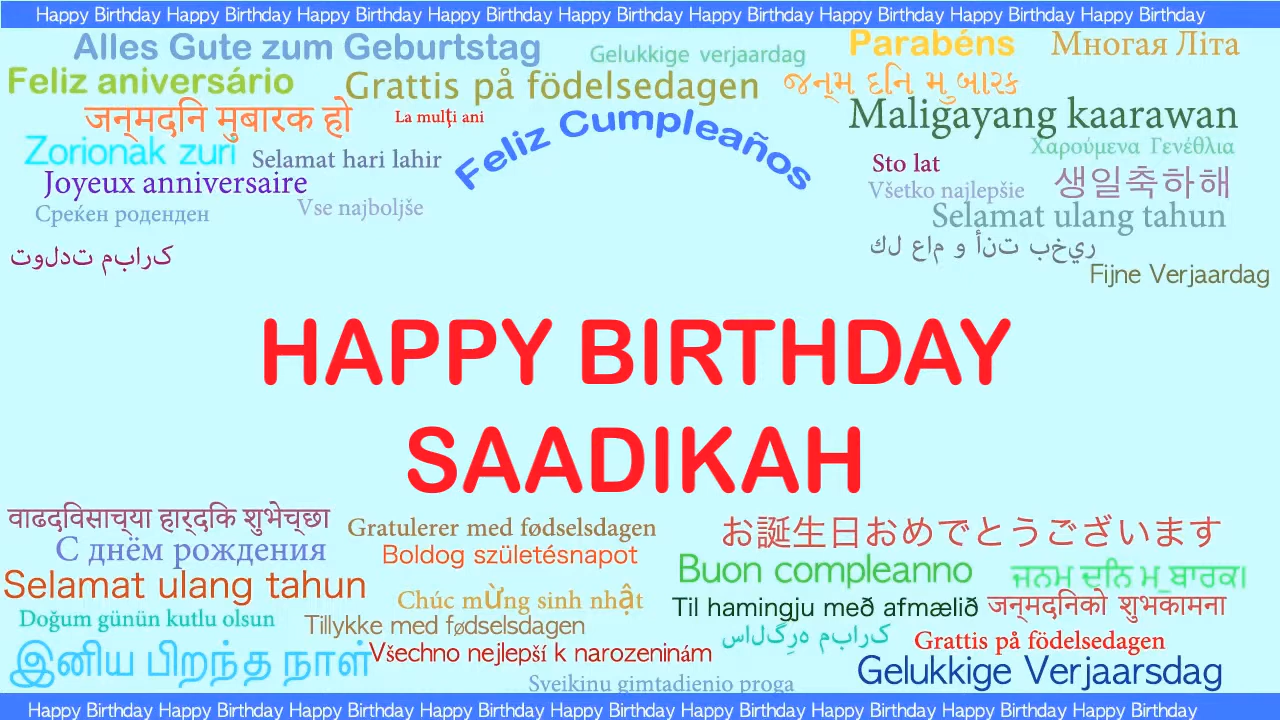 Happy Birthday Happy Birthday Happy Birthday Happy Birthday Happy Birthday Happy Birthday Happy Birthday Happy Birthday Happy Birthday
Alles Gute zum Geburtstag
Gelukkige verjaardag
Parabéns
Многая Літа
Feliz aniversário
Grattis på födelsedagen
જન્મ દિન મુબારક
जन्मदिन मुबारक हो
La mulţi ani
Feliz Cumpleaños
Maligayang kaarawan
Zorionak zuri
Selamat hari lahir
Sto lat
Χαρούμενα Γενέθλια
Joyeux anniversaire
Všetko najlepšie
생일축하해
Среќен роденден
Vse najboljše
Selamat ulang tahun
تولدت مبارک
كل عام و أنت بخير
Fijne Verjaardag
HAPPY BIRTHDAY
SAADIKAH
वाढदिवसाच्या हार्दिक शुभेच्छा
Gratulerer med fødselsdagen
お誕生日おめでとうございます
С днём рождения
Boldog születésnapot
Buon compleanno
ਜਨਮ ਦਿਨ ਮੁਬਾਰਕ।
Selamat ulang tahun
Chúc mừng sinh nhật
Til hamingju með afmælið
जन्मदिनको शुभकामना
Doğum günün kutlu olsun
Tillykke med fødselsdagen
سالگرہ مبارک
Grattis på födelsedagen
இனிய பிறந்த நாள்
Všechno nejlepší k narozeninám
Gelukkige Verjaarsdag
Sveikinu gimtadienio proga
Happy Birthday Happy Birthday Happy Birthday Happy Birthday Happy Birthday Happy Birthday Happy Birthday Happy Birthday Happy Birthday